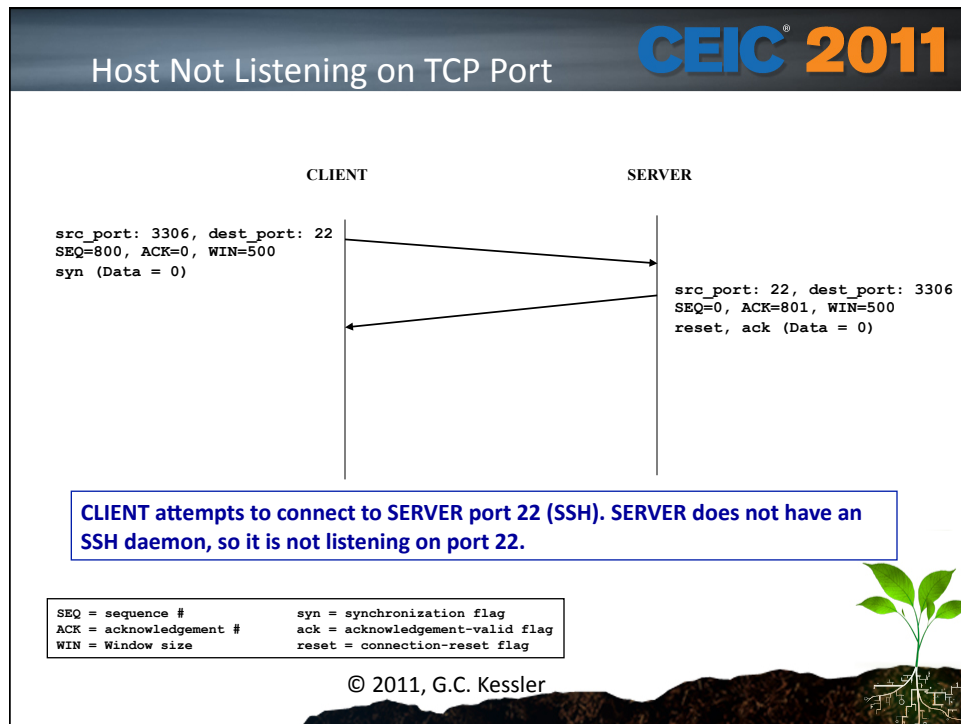 Host Not Listening on TCP Port
CEIC® 2011
CLIENT
SERVER
src_port: 3306, dest_port: 22
SEQ=800, ACK=0, WIN=500
syn (Data = 0)
src_port: 22, dest_port: 3306
SEQ=0, ACK=801, WIN=500
reset, ack (Data = 0)
CLIENT attempts to connect to SERVER port 22 (SSH). SERVER does not have an
SSH daemon, so it is not listening on port 22.
SEQ = sequence # syn = synchronization flag
ACK = acknowledgement # ack = acknowledgement-valid flag
WIN = Window size reset = connection-reset flag
© 2011, G.C. Kessler